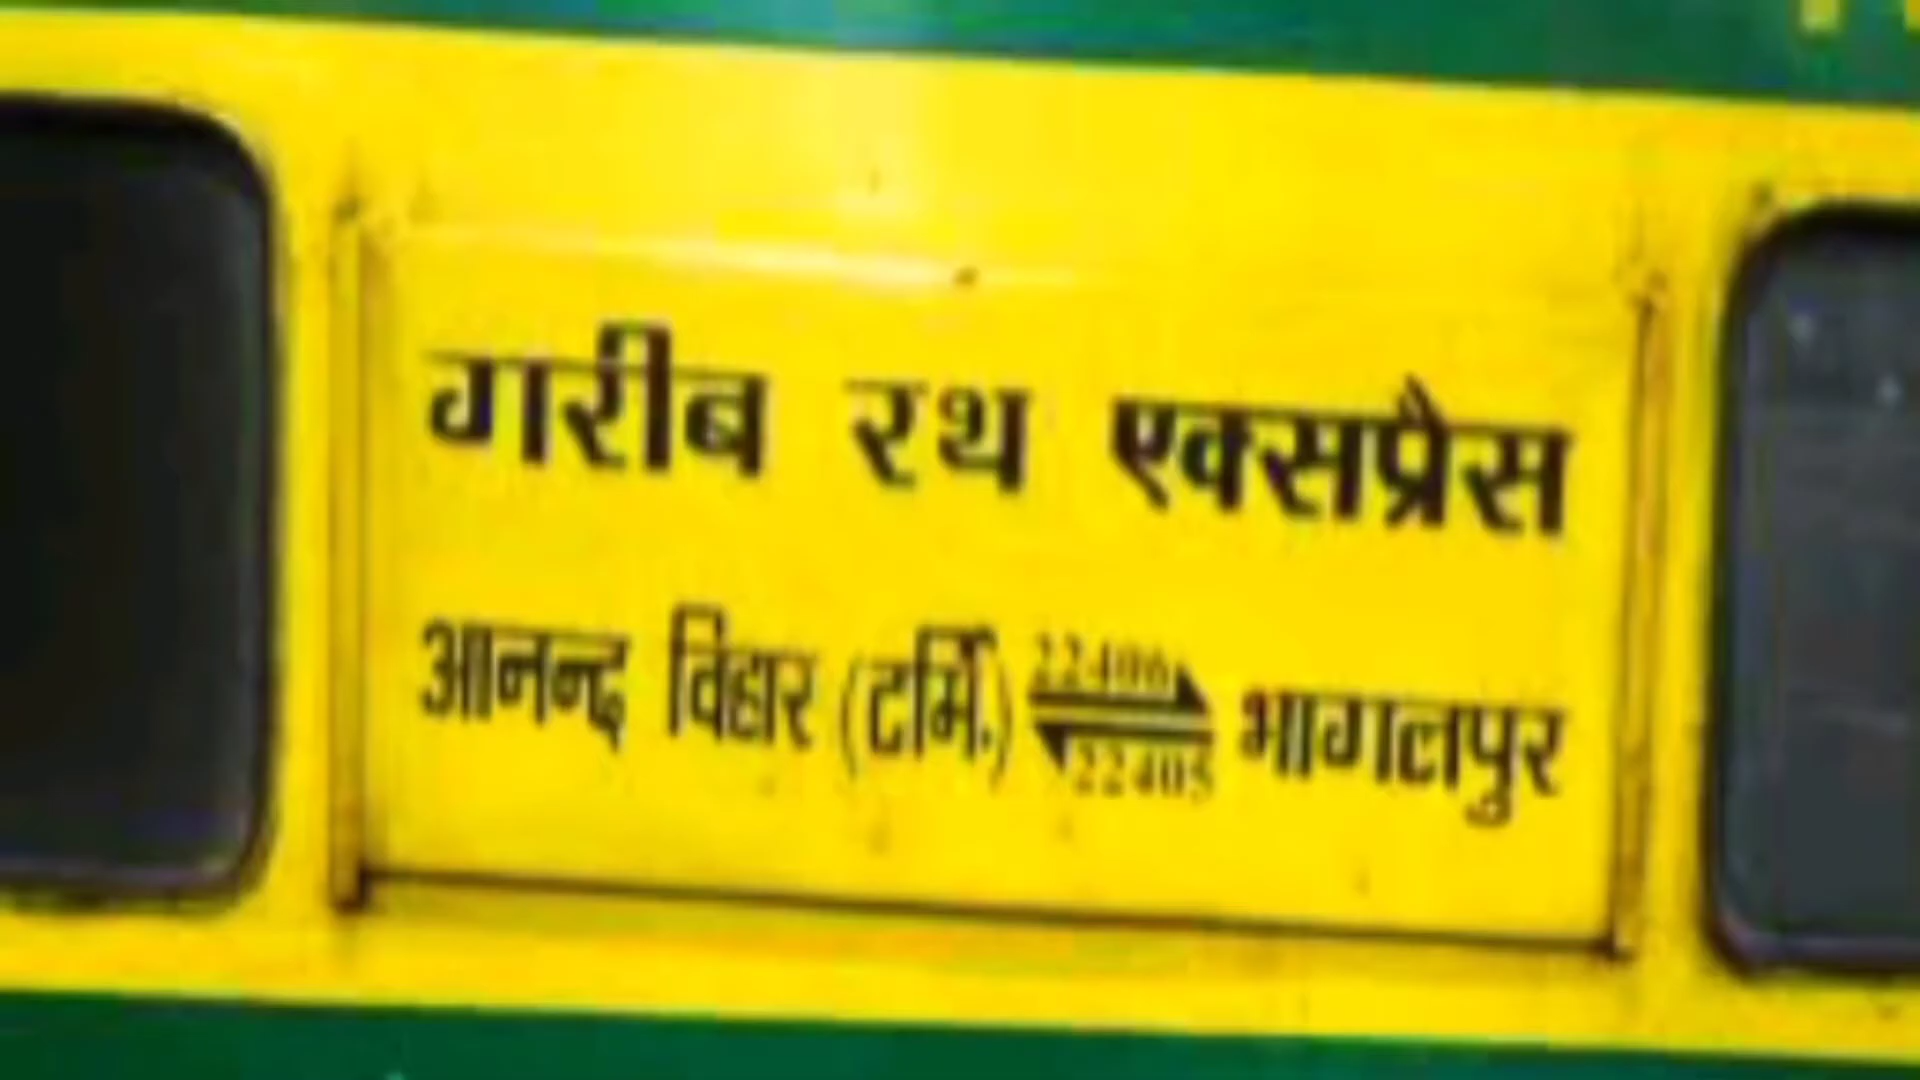 गरीब रथ एक्सप्रैस
आनन्द विहार (टर्मि.) 22406 भागलपुर
22405